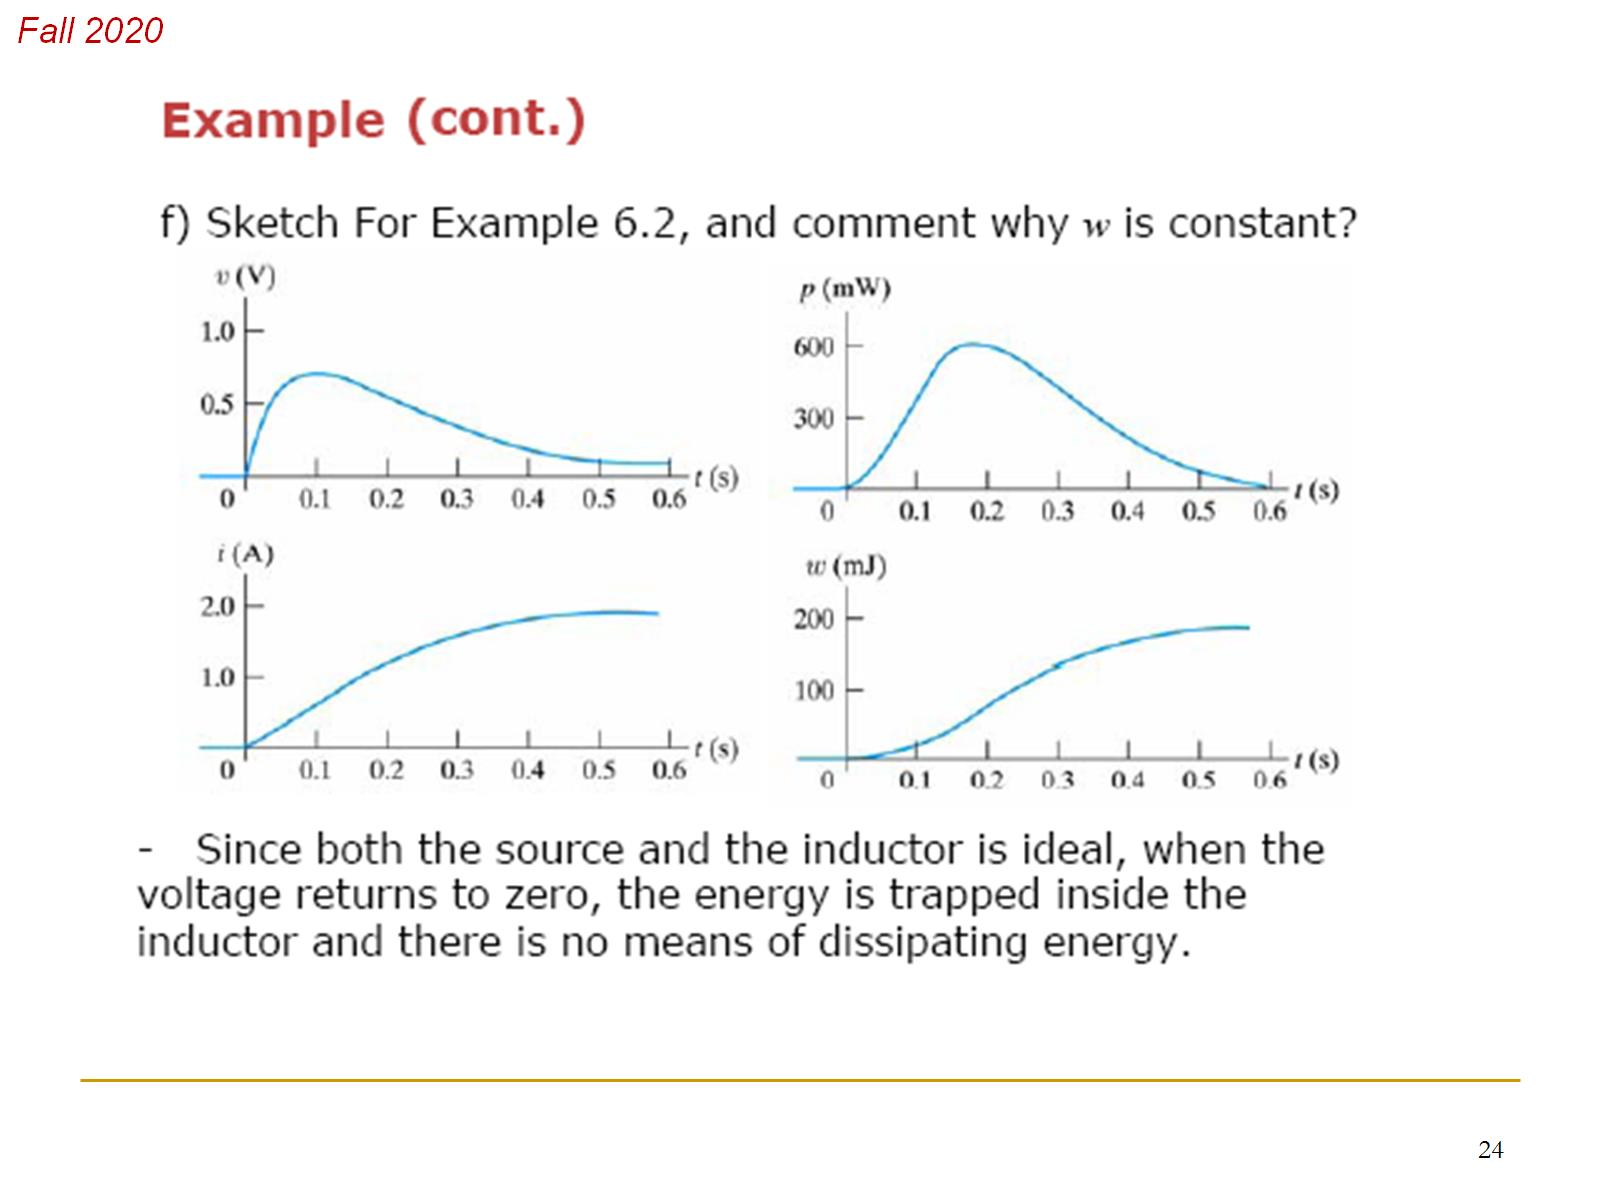 Fall 2020
Example (cont.)
f) Sketch For Example 6.2, and comment why w is constant?
v (V)
1.0
0.5
0 0.1 0.2 0.3 0.4 0.5 0.6 t (s)
p (mW)
600
300
0 0.1 0.2 0.3 0.4 0.5 0.6 t (s)
i (A)
2.0
1.0
0 0.1 0.2 0.3 0.4 0.5 0.6 t (s)
w (mJ)
200
100
0 0.1 0.2 0.3 0.4 0.5 0.6 t (s)
- Since both the source and the inductor is ideal, when the
voltage returns to zero, the energy is trapped inside the
inductor and there is no means of dissipating energy.
24